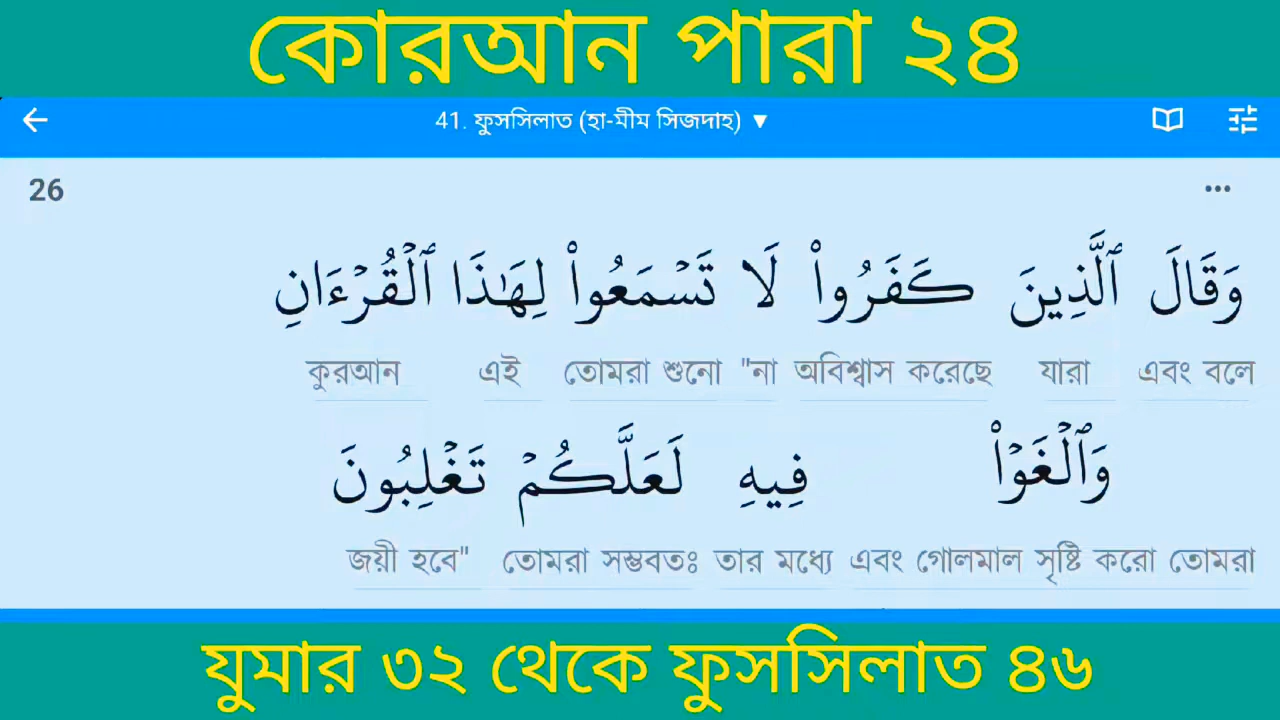 কোরআন পারা ২৪
41. ফুসসিলাত (হা-মীম সিজদাহ) ▼
26
وَقَالَ ٱلَّذِينَ كَفَرُوا۟ لَا تَسْمَعُوا۟ لِهَـٰذَا ٱلْقُرْءَانِ
কুরআন এই তোমরা শুনো "না অবিশ্বাস করেছে যারা এবং বলে
وَٱلْغَوْا۟ فِيهِ لَعَلَّكُمْ تَغْلِبُونَ
জয়ী হবে" তোমরা সম্ভবতঃ তার মধ্যে এবং গোলমাল সৃষ্টি করো তোমরা
যুমার ৩২ থেকে ফুসসিলাত ৪৬